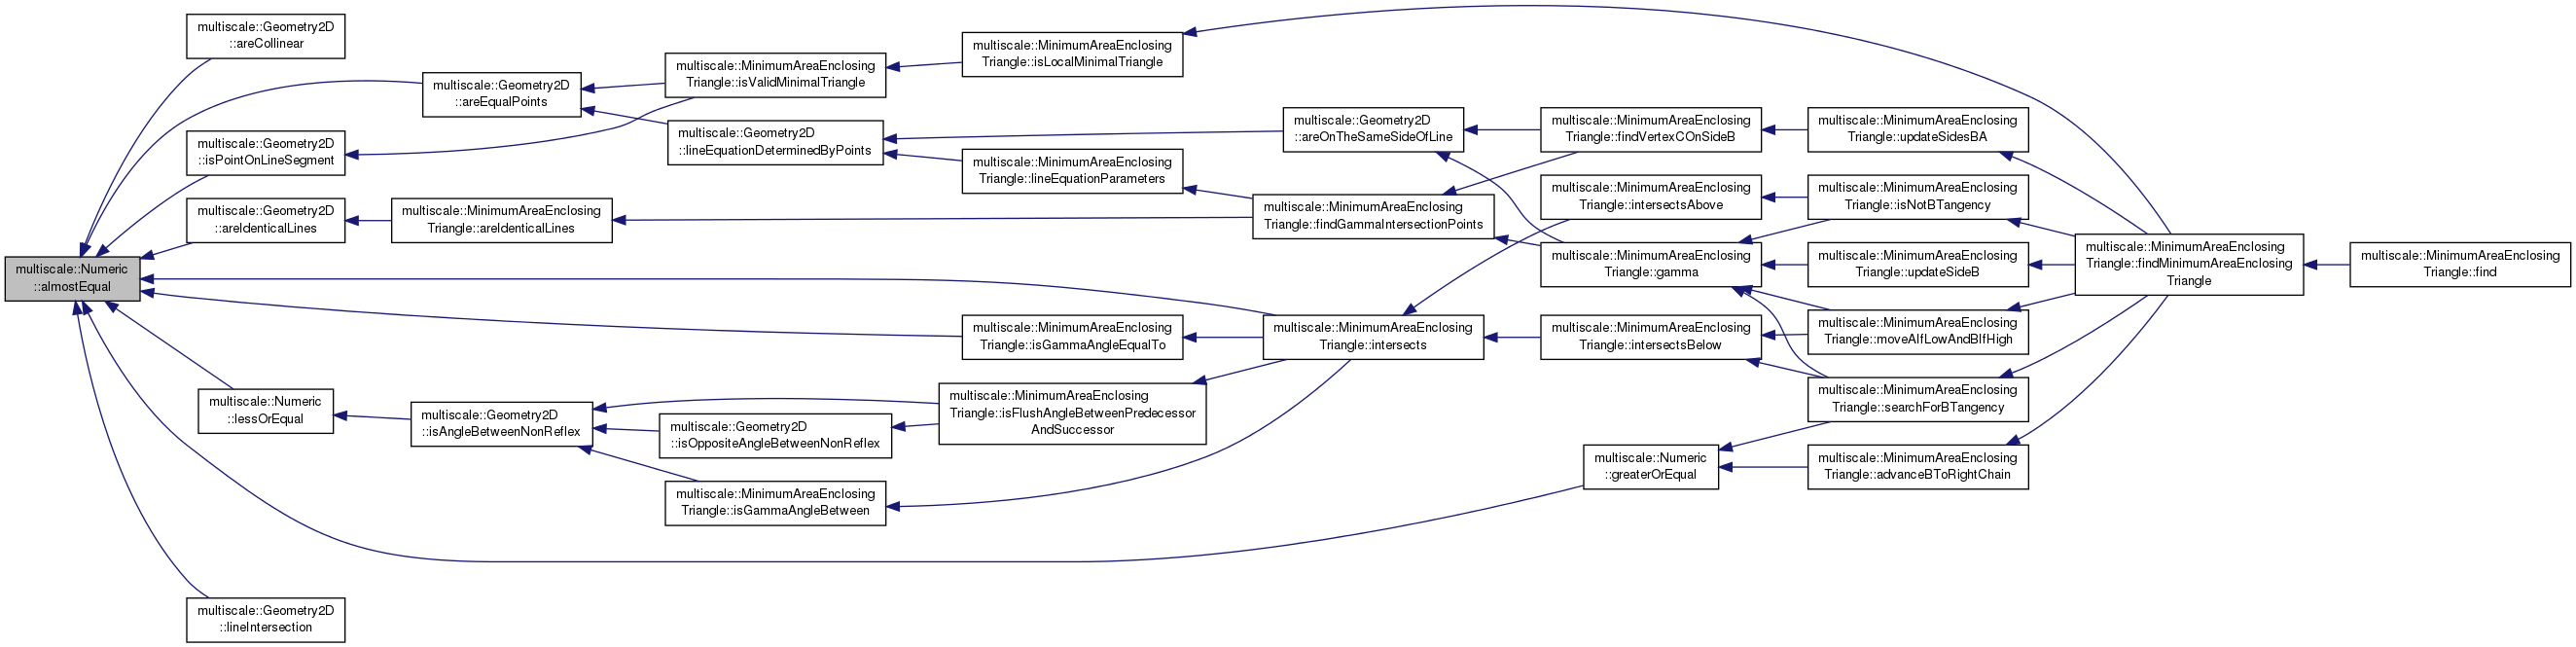 multiscale::Geometry2D
::areCollinear
multiscale::Geometry2D
::areEqualPoints
multiscale::MinimumAreaEnclosing
Triangle::isValidMinimalTriangle
multiscale::MinimumAreaEnclosing
Triangle::isLocalMinimalTriangle
multiscale::Geometry2D
::isPointOnLineSegment
multiscale::Geometry2D
::lineEquationDeterminedByPoints
multiscale::Geometry2D
::areOnTheSameSideOfLine
multiscale::MinimumAreaEnclosing
Triangle::findVertexCOnSideB
multiscale::MinimumAreaEnclosing
Triangle::updateSidesBA
multiscale::MinimumAreaEnclosing
Triangle::lineEquationParameters
multiscale::MinimumAreaEnclosing
Triangle::intersectsAbove
multiscale::MinimumAreaEnclosing
Triangle::isNotBTangency
multiscale::Geometry2D
::areIdenticalLines
multiscale::MinimumAreaEnclosing
Triangle::areIdenticalLines
multiscale::MinimumAreaEnclosing
Triangle::findGammaIntersectionPoints
multiscale::Numeric
::almostEqual
multiscale::MinimumAreaEnclosing
Triangle::gamma
multiscale::MinimumAreaEnclosing
Triangle::updateSideB
multiscale::MinimumAreaEnclosing
Triangle::findMinimumAreaEnclosing
Triangle
multiscale::MinimumAreaEnclosing
Triangle::find
multiscale::MinimumAreaEnclosing
Triangle::isGammaAngleEqualTo
multiscale::MinimumAreaEnclosing
Triangle::intersects
multiscale::MinimumAreaEnclosing
Triangle::intersectsBelow
multiscale::MinimumAreaEnclosing
Triangle::moveAIfLowAndBIfHigh
multiscale::Numeric
::lessOrEqual
multiscale::Geometry2D
::isAngleBetweenNonReflex
multiscale::Geometry2D
::isOppositeAngleBetweenNonReflex
multiscale::MinimumAreaEnclosing
Triangle::isFlushAngleBetweenPredecessor
AndSuccessor
multiscale::MinimumAreaEnclosing
Triangle::searchForBTangency
multiscale::MinimumAreaEnclosing
Triangle::isGammaAngleBetween
multiscale::Numeric
::greaterOrEqual
multiscale::MinimumAreaEnclosing
Triangle::advanceBToRightChain
multiscale::Geometry2D
::lineIntersection